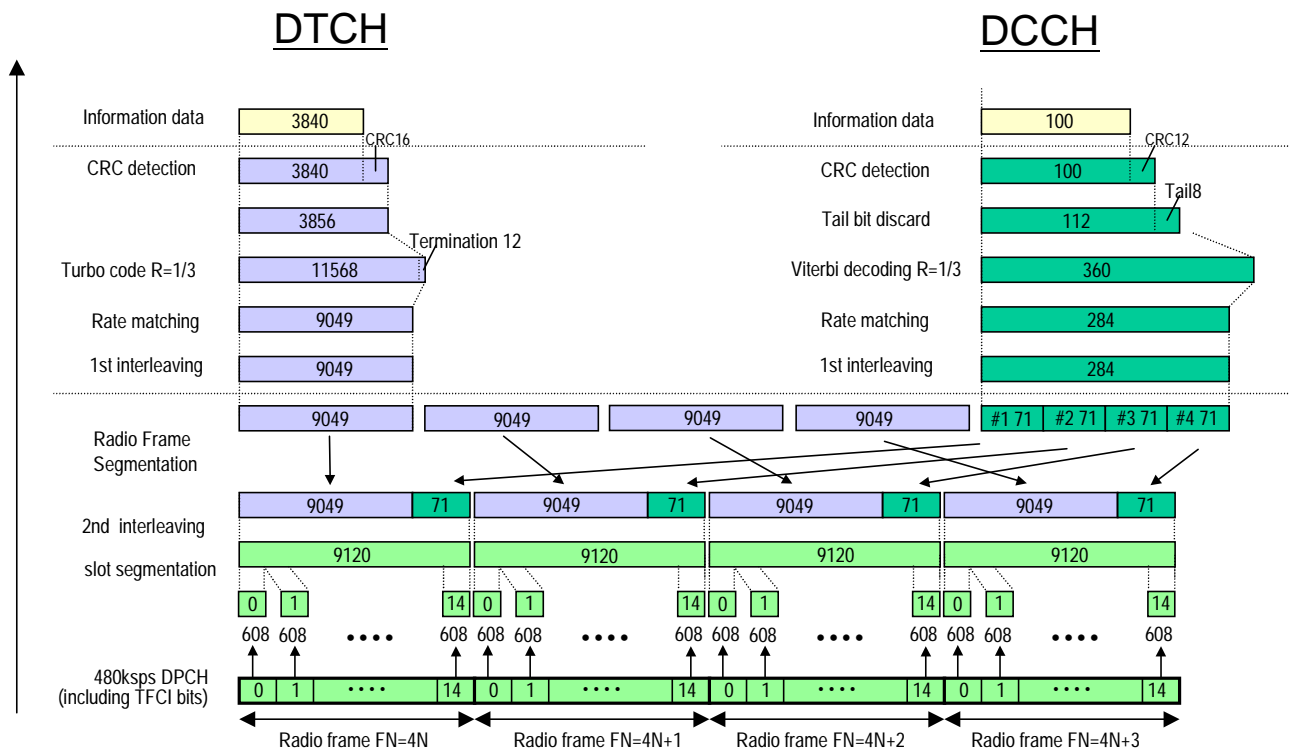 DTCH DCCH
Information data 3840 Information data 100
CRC16 CRC12
CRC detection 3840 CRC detection 100
Tail8
3856 Tail bit discard 112
Termination 12
Turbo code R=1/3 11568 Viterbi decoding R=1/3 360
Rate matching 9049 Rate matching 284
1st interleaving 9049 1st interleaving 284
9049 9049 9049 9049 #1 71 #2 71 #3 71 #4 71
Radio Frame
Segmentation
9049 71 9049 71 9049 71 9049 71
2nd interleaving
9120 9120 9120 9120
slot segmentation
0 1 14 0 1 14 0 1 14 0 1 14
608 608 •••• 608 608 608 •••• 608 608 608 •••• 608 608 608 •••• 608
480ksps DPCH
(including TFCI bits)
0 1 •••• 14 0 1 •••• 14 0 1 •••• 14 0 1 •••• 14
Radio frame FN=4N Radio frame FN=4N+1 Radio frame FN=4N+2 Radio frame FN=4N+3